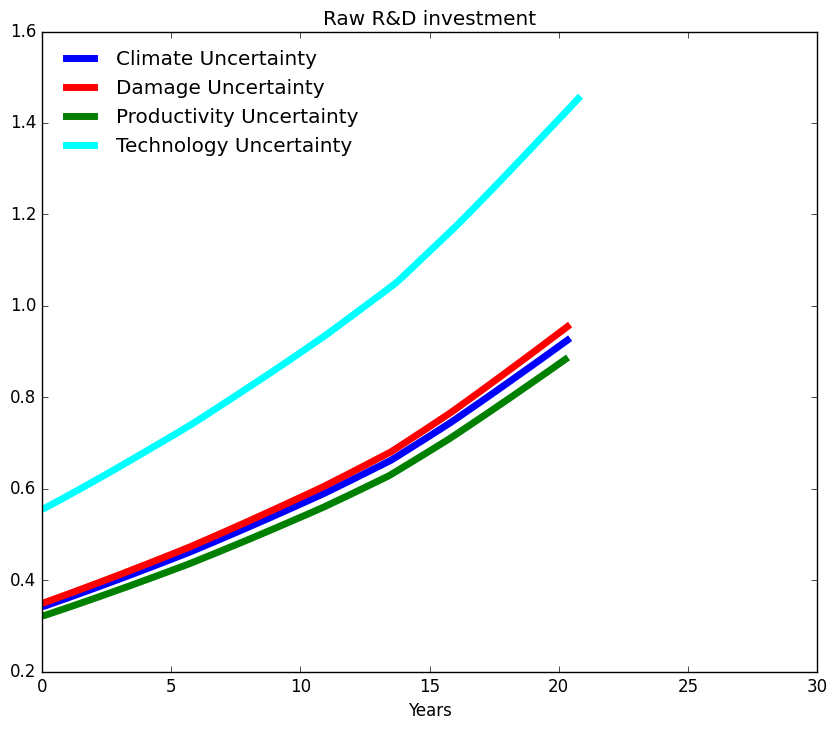 Raw R&D investment
1.6
1.4
1.2
1.0
0.8
0.6
0.4
0.2
Climate Uncertainty
Damage Uncertainty
Productivity Uncertainty
Technology Uncertainty
0 5 10 15 20 25 30
Years